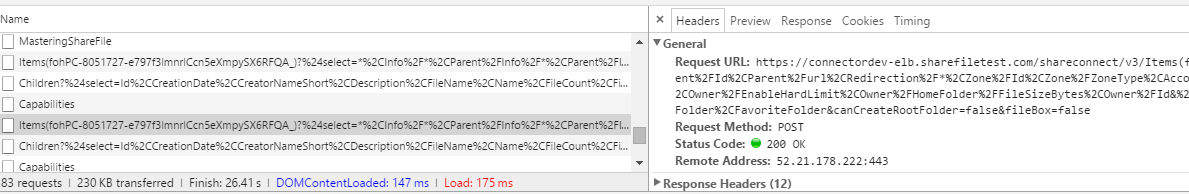 Name
MasteringShareFile
Items(fohPC-8051727-e797f3ImnrICcn5eXmpySX6RFQA_)?%24select=*%2CInfo%2F*%2CParent%2FInfo%2F*%2CParent%2FI...
Children?%24select=Id%2CCreationDate%2CCreatorNameShort%2CDescription%2CFileName%2CName%2CFileCount%2CFi...
Capabilities
Items(fohPC-8051727-e797f3ImnrICcn5eXmpySX6RFQA_)?%24select=*%2CInfo%2F*%2CParent%2FInfo%2F*%2CParent%2FI...
Children?%24select=Id%2CCreationDate%2CCreatorNameShort%2CDescription%2CFileName%2CName%2CFileCount%2CFi...
Capabilities
83 requests | 230 KB transferred | Finish: 26.41 s | DOMContentLoaded: 147 ms | Load: 175 ms
× Headers Preview Response Cookies Timing
▼General
Request URL: https://connectordev-elb.sharefiletest.com/shareconnect/v3/Items(f
ent%2FId%2CParent%2Furl%2CRedirection%2F*%2CZone%2FId%2CZone%2FZoneType%2CAcco
2COwner%2FEnableHardLimit%2COwner%2FHomeFolder%2FFileSizeBytes%2COwner%2FId&%2
Folder%2CFavoriteFolder&canCreateRootFolder=false&fileBox=false
Request Method: POST
Status Code: 200 OK
Remote Address: 52.21.178.222:443
▶Response Headers (12)